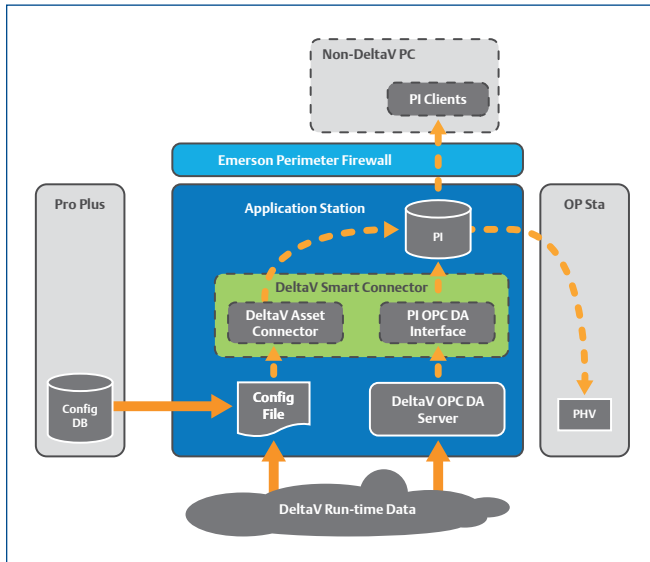 Non-DeltaV PC
PI Clients
Emerson Perimeter Firewall
Pro Plus
Application Station
OP Sta
PI
DeltaV Smart Connector
DeltaV Asset
Connector
PI OPC DA
Interface
Config
DB
Config
File
DeltaV OPC DA
Server
PHV
DeltaV Run-time Data